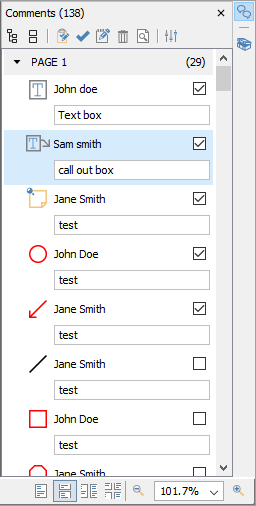 Comments (138)
PAGE 1 (29)
T John doe
Text box
T Sam smith
call out box
Jane Smith
test
John Doe
test
Jane Smith
test
Jane Smith
test
John Doe
test
Jane Smith
101.7%